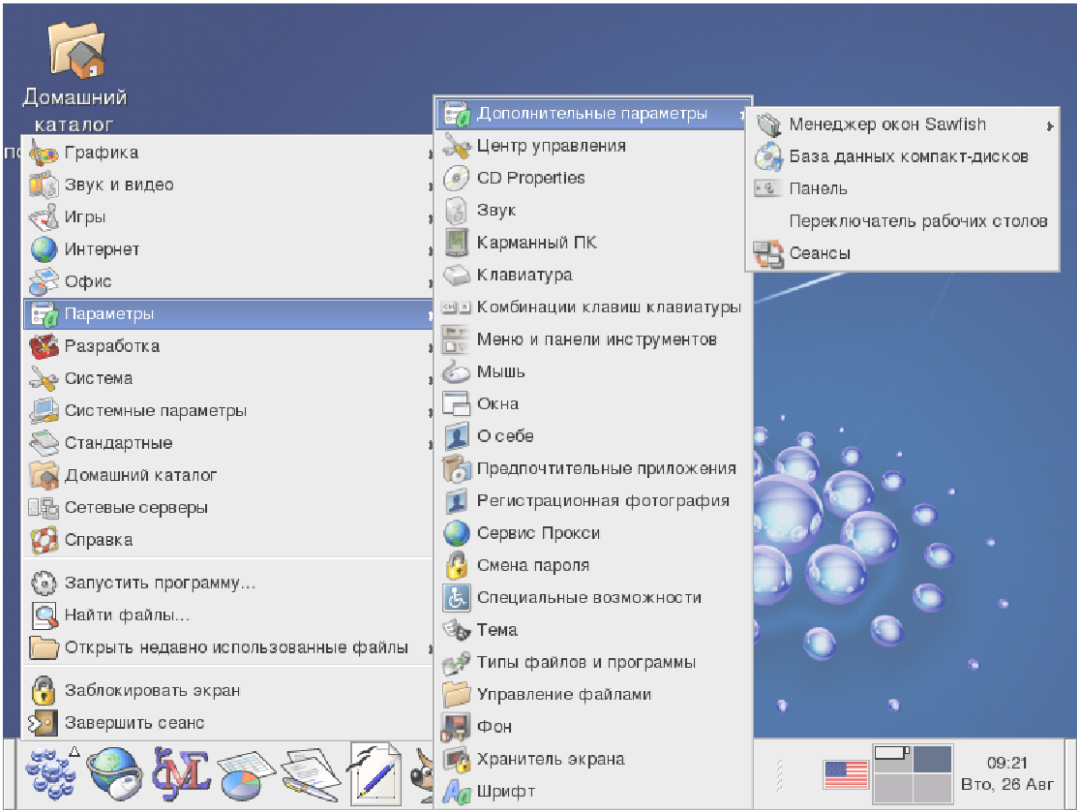 Домашний
каталог
Графика
Звук и видео
Игры
Интернет
Офис
Параметры
Разработка
Система
Системные параметры
Стандартные
Домашний каталог
Сетевые серверы
Справка
Запустить программу...
Найти файлы...
Открыть недавно использованные файлы
Заблокировать экран
Завершить сеанс
Дополнительные параметры
Центр управления
CD Properties
Звук
Карманный ПК
Клавиатура
Комбинации клавиш клавиатуры
Меню и панели инструментов
Мышь
Окна
О себе
Предпочтительные приложения
Регистрационная фотография
Сервис Прокси
Смена пароля
Специальные возможности
Тема
Типы файлов и программы
Управление файлами
Фон
Хранитель экрана
Шрифт
Менеджер окон Sawfish
База данных компакт-дисков
Панель
Переключатель рабочих столов
Сеансы
09:21
Вто, 26 Авг